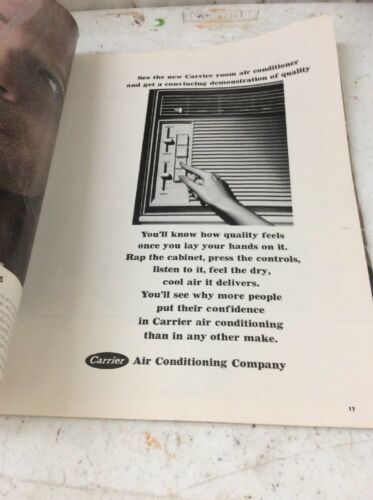 See the new Carrier room air conditioner
and get a convincing demonstration of quality
You'll know how quality feels
once you lay your hands on it.
Rap the cabinet, press the controls,
listen to it, feel the dry,
cool air it delivers.
You'll see why more people
put their confidence
in Carrier air conditioning
than in any other make.
Carrier Air Conditioning Company
17